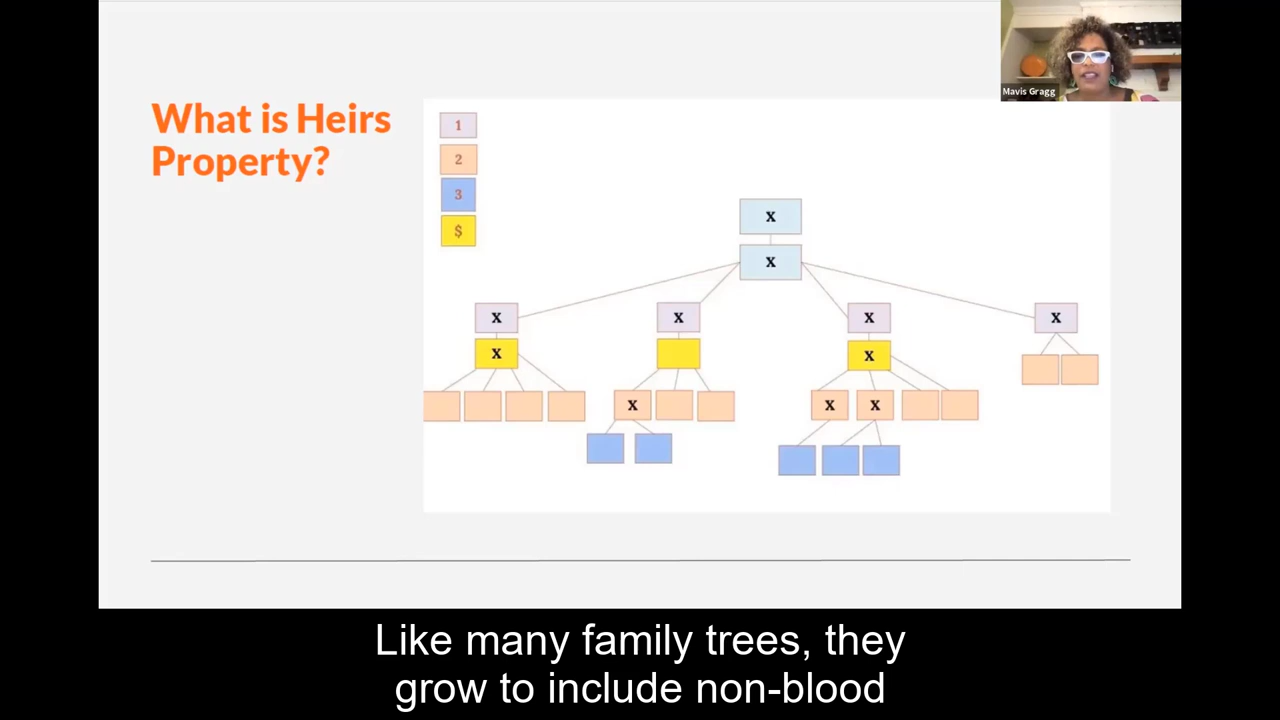 Mavis Gragg
What is Heirs
Property?
1
2
3
$
X
X
X
X
X
X
X
X
X
X
X
Like many family trees, they
grow to include non-blood